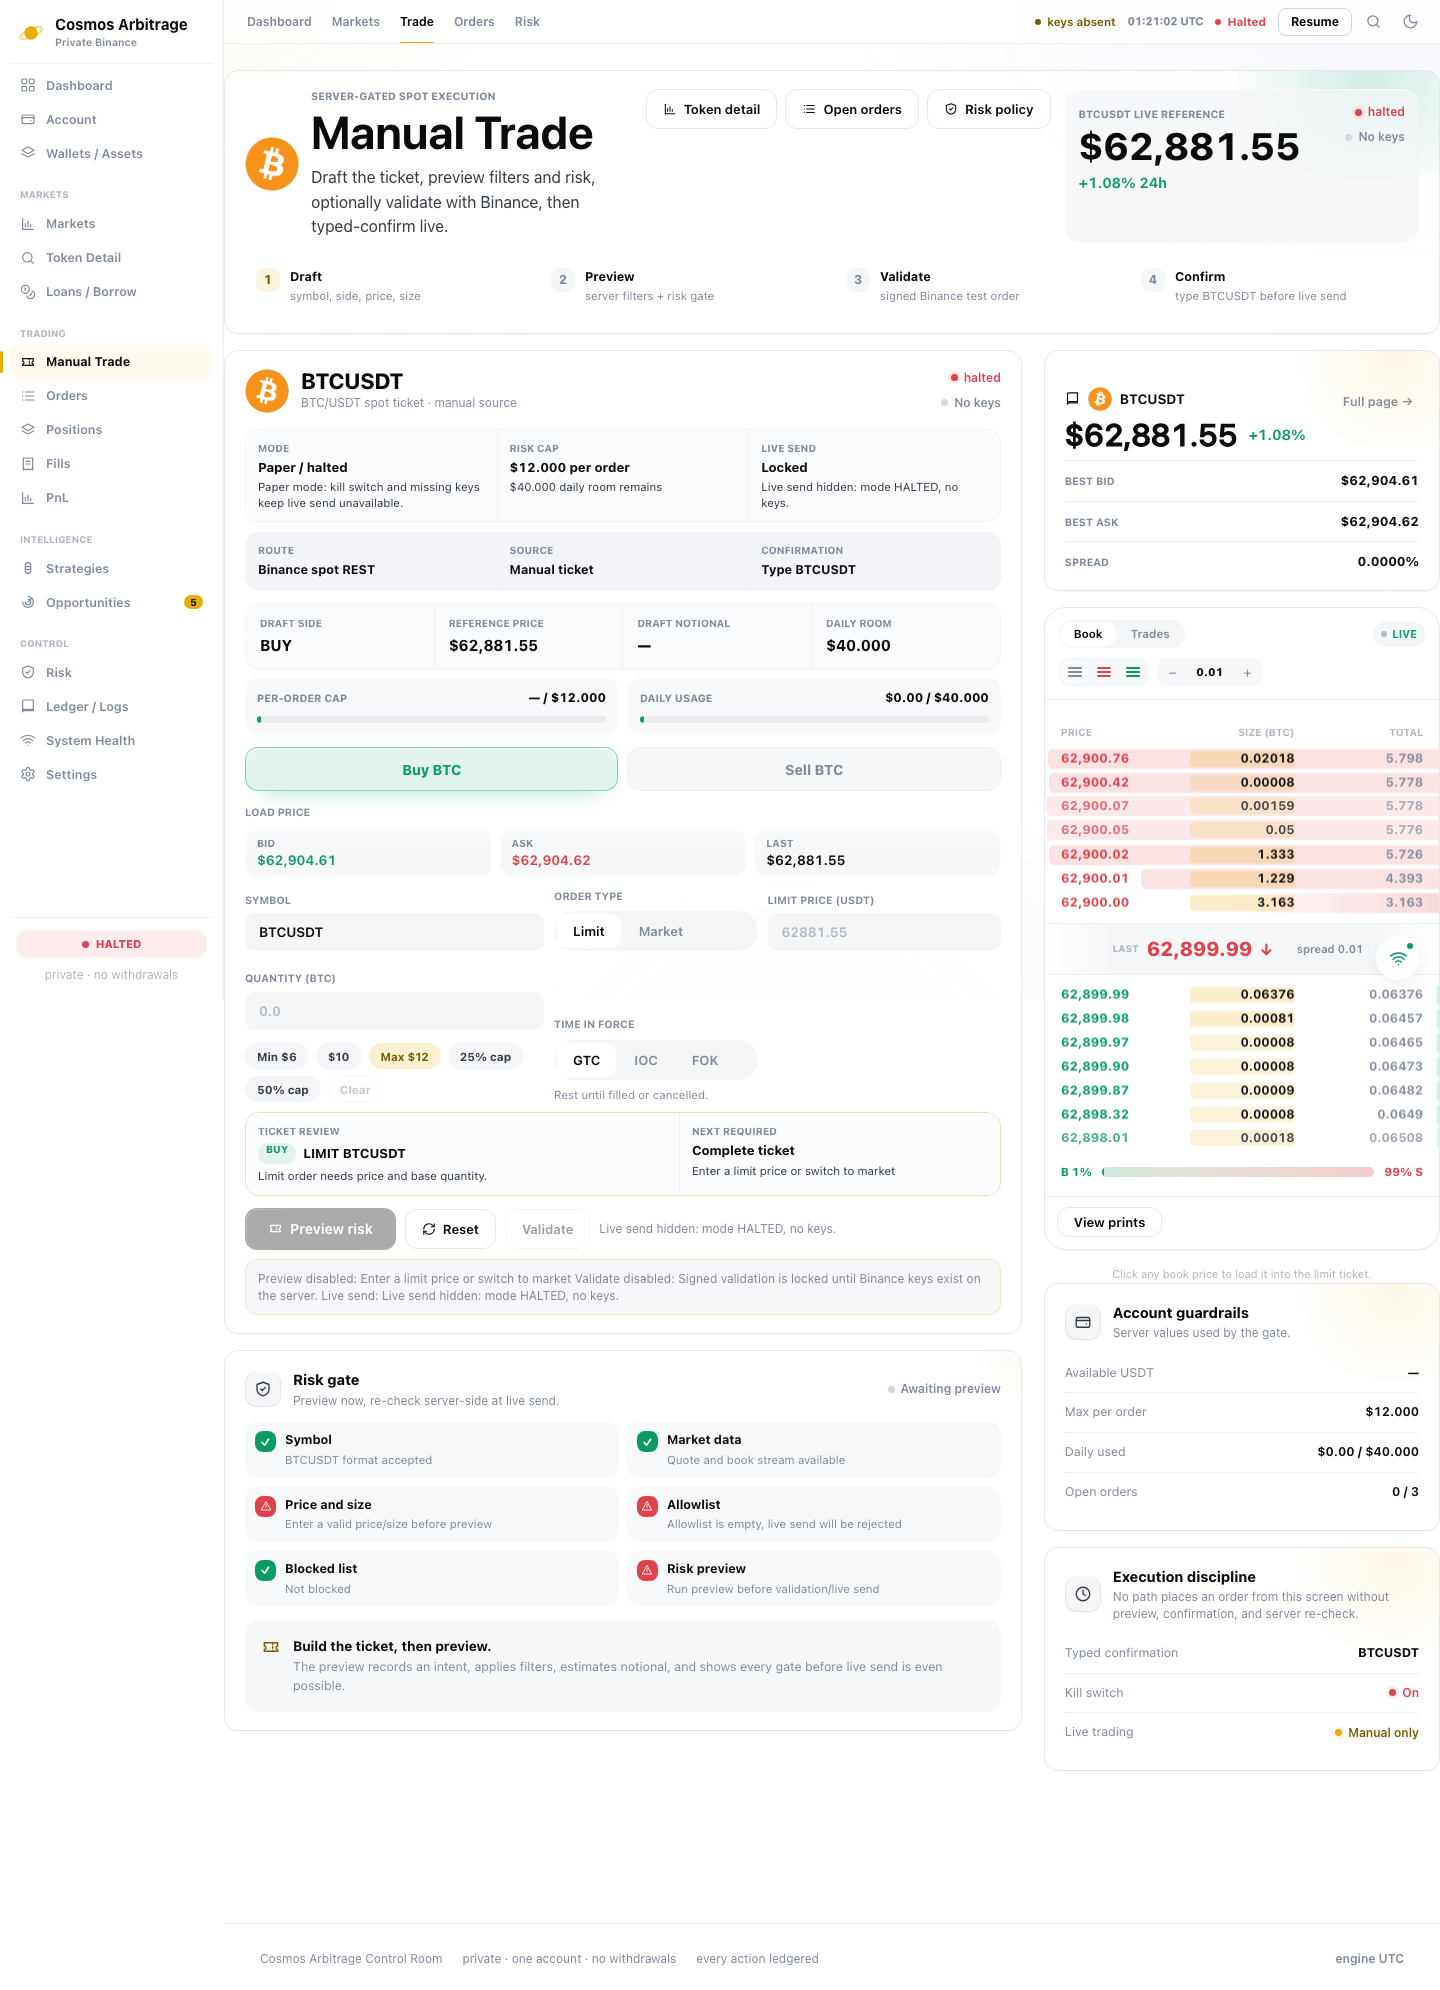 Cosmos Arbitrage
Private Binance
Dashboard
Account
Wallets / Assets
MARKETS
Markets
Token Detail
Loans / Borrow
TRADING
Manual Trade
Orders
Positions
Fills
PnL
INTELLIGENCE
Strategies
Opportunities 5
CONTROL
Risk
Ledger / Logs
System Health
Settings
HALTED
private · no withdrawals
Dashboard Markets Trade Orders Risk
keys absent 01:21:02 UTC Halted Resume
SERVER-GATED SPOT EXECUTION
Manual Trade
Draft the ticket, preview filters and risk,
optionally validate with Binance, then
typed-confirm live.
Token detail Open orders Risk policy
BTCUSDT LIVE REFERENCE
halted
$62,881.55
No keys
+1.08% 24h
1 Draft
symbol, side, price, size
2 Preview
server filters + risk gate
3 Validate
signed Binance test order
4 Confirm
type BTCUSDT before live send
BTCUSDT
BTC/USDT spot ticket · manual source
halted
No keys
MODE
Paper / halted
Paper mode: kill switch and missing keys
keep live send unavailable.
RISK CAP
$12.000 per order
$40.000 daily room remains
LIVE SEND
Locked
Live send hidden: mode HALTED, no
keys.
ROUTE
Binance spot REST
SOURCE
Manual ticket
CONFIRMATION
Type BTCUSDT
DRAFT SIDE
BUY
REFERENCE PRICE
$62,881.55
DRAFT NOTIONAL
—
DAILY ROOM
$40.000
PER-ORDER CAP — / $12.000
DAILY USAGE $0.00 / $40.000
Buy BTC Sell BTC
LOAD PRICE
BID
$62,904.61
ASK
$62,904.62
LAST
$62,881.55
SYMBOL
BTCUSDT
ORDER TYPE
Limit Market
LIMIT PRICE (USDT)
62881.55
QUANTITY (BTC)
0.0
Min $6 $10 Max $12 25% cap
50% cap Clear
TIME IN FORCE
GTC IOC FOK
Rest until filled or cancelled.
TICKET REVIEW
BUY LIMIT BTCUSDT
Limit order needs price and base quantity.
NEXT REQUIRED
Complete ticket
Enter a limit price or switch to market
Preview risk Reset Validate Live send hidden: mode HALTED, no keys.
Preview disabled: Enter a limit price or switch to market Validate disabled: Signed validation is locked until Binance keys exist on
the server. Live send: Live send hidden: mode HALTED, no keys.
Risk gate
Preview now, re-check server-side at live send.
Awaiting preview
Symbol
BTCUSDT format accepted
Market data
Quote and book stream available
Price and size
Enter a valid price/size before preview
Allowlist
Allowlist is empty, live send will be rejected
Blocked list
Not blocked
Risk preview
Run preview before validation/live send
Build the ticket, then preview.
The preview records an intent, applies filters, estimates notional, and shows every gate before live send is even
possible.
BTCUSDT Full page →
$62,881.55 +1.08%
BEST BID $62,904.61
BEST ASK $62,904.62
SPREAD 0.0000%
Book Trades LIVE
− 0.01 +
PRICE SIZE (BTC) TOTAL
62,900.76 0.02018 5.798
62,900.42 0.00008 5.778
62,900.07 0.00159 5.778
62,900.05 0.05 5.776
62,900.02 1.333 5.726
62,900.01 1.229 4.393
62,900.00 3.163 3.163
LAST 62,899.99 ↓ spread 0.01
62,899.99 0.06376 0.06376
62,899.98 0.00081 0.06457
62,899.97 0.00008 0.06465
62,899.90 0.00008 0.06473
62,899.87 0.00009 0.06482
62,898.32 0.00008 0.0649
62,898.01 0.00018 0.06508
B 1% 99% S
View prints
Click any book price to load it into the limit ticket.
Account guardrails
Server values used by the gate.
Available USDT —
Max per order $12.000
Daily used $0.00 / $40.000
Open orders 0 / 3
Execution discipline
No path places an order from this screen without
preview, confirmation, and server re-check.
Typed confirmation BTCUSDT
Kill switch On
Live trading Manual only
Cosmos Arbitrage Control Room private · one account · no withdrawals every action ledgered engine UTC